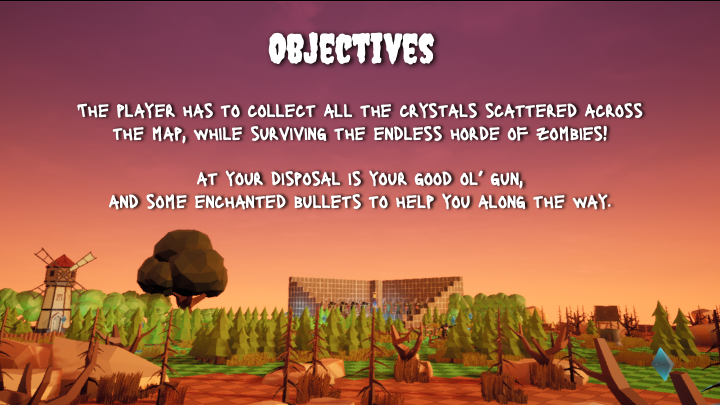 OBJECTIVES
THE PLAYER HAS TO COLLECT ALL THE CRYSTALS SCATTERED ACROSS
THE MAP, WHILE SURVIVING THE ENDLESS HORDE OF ZOMBIES!
AT YOUR DISPOSAL IS YOUR GOOD OL' GUN,
AND SOME ENCHANTED BULLETS TO HELP YOU ALONG THE WAY.